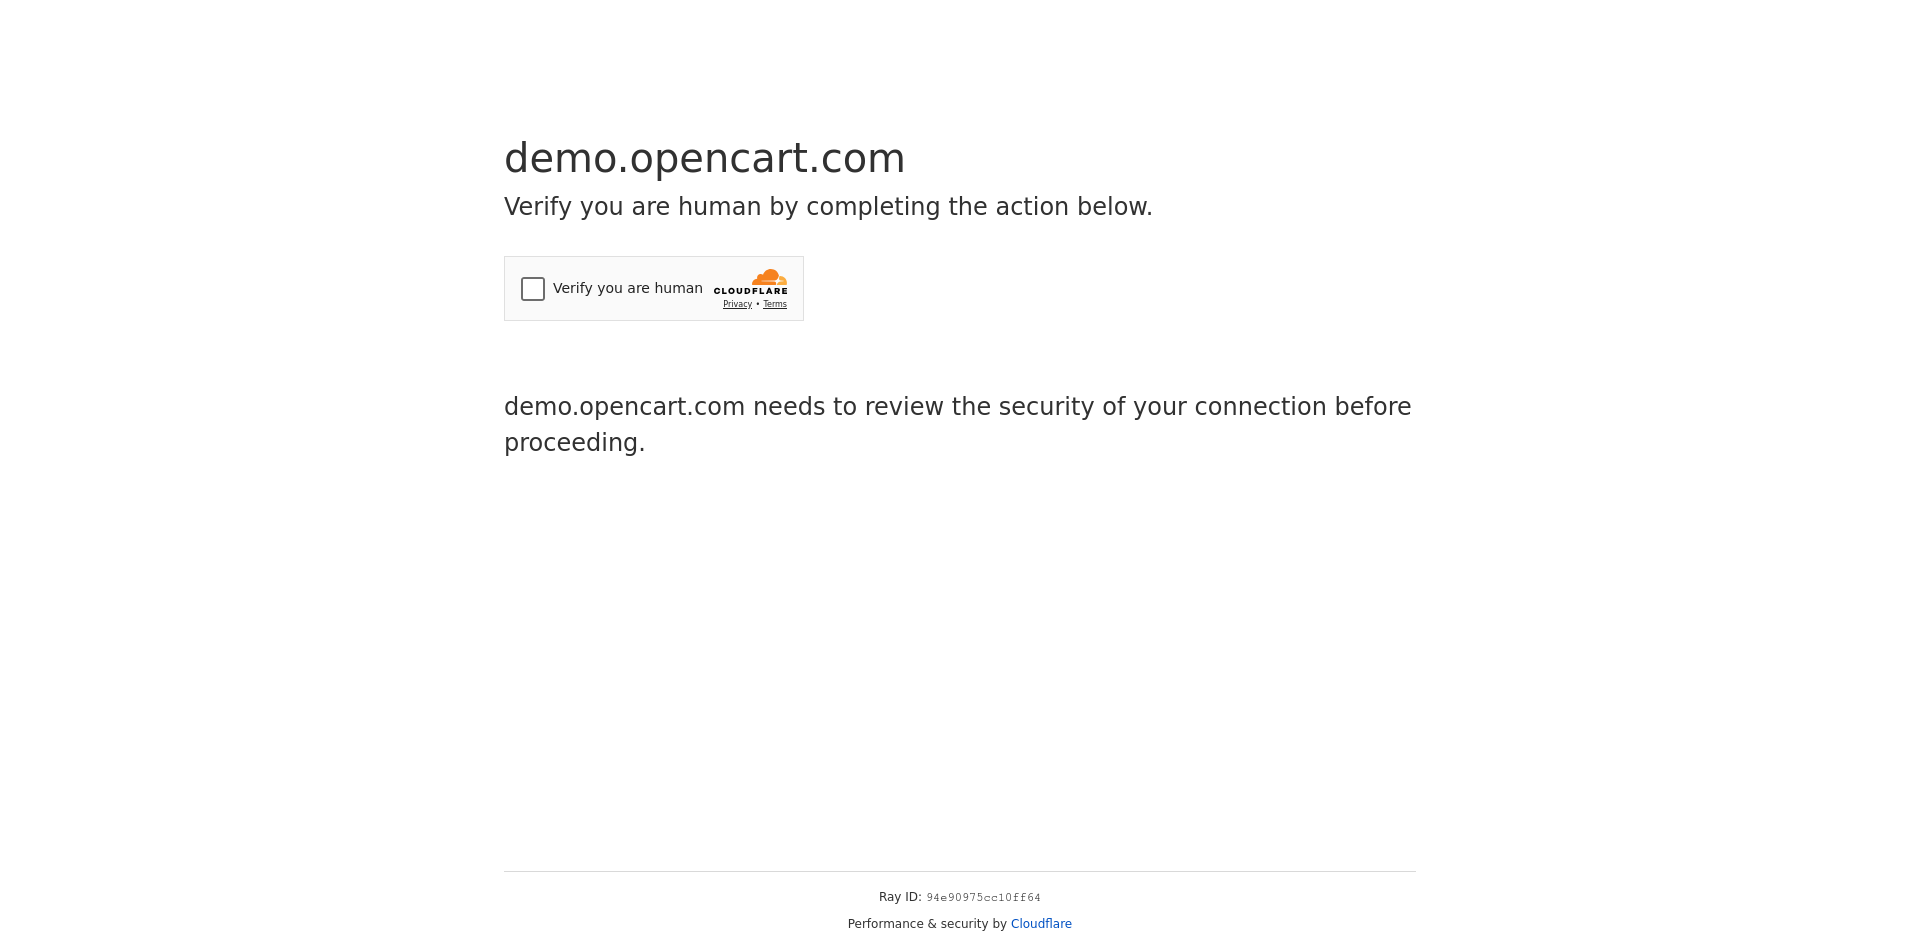 demo.opencart.com
Verify you are human by completing the action below.
Verify you are human
CLOUDFLARE
Privacy • Terms
demo.opencart.com needs to review the security of your connection before
proceeding.
Ray ID: 94e90975cc10ff64
Performance & security by Cloudflare